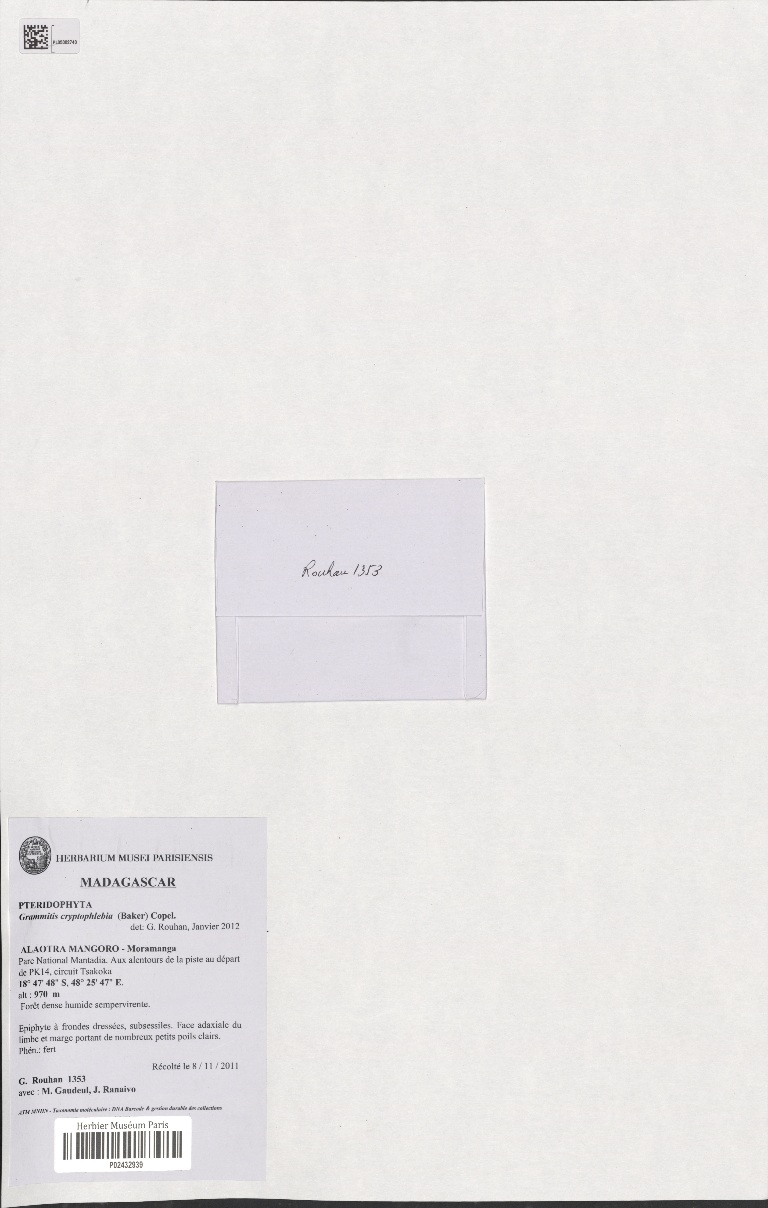 Rouhan 1353
HERBARIUM MUSEI PARISIENSIS
MADAGASCAR
PTERIDOPHYTA
Grammitis cryptophlebia (Baker) Copel.
det: G. Rouhan, Janvier 2012
ALAOTRA MANGORO - Moramanga
Parc National Mantadia. Aux alentours de la piste au départ
de PK14, circuit Tsakoka
18° 47' 48" S, 48° 25' 47" E.
alt : 970 m
Forêt dense humide sempervirente.
Epiphyte à frondes dressées, subsessiles. Face adaxiale du
limbe et marge portant de nombreux petits poils clairs.
Phén.: fert
Récolté le 8 / 11 / 2011
G. Rouhan 1353
avec : M. Gaudeul, J. Ranaivo
ATM MNHN - Taxonomie moléculaire : DNA Barcode & gestion durable des collections
Herbier Muséum Paris
P02432939